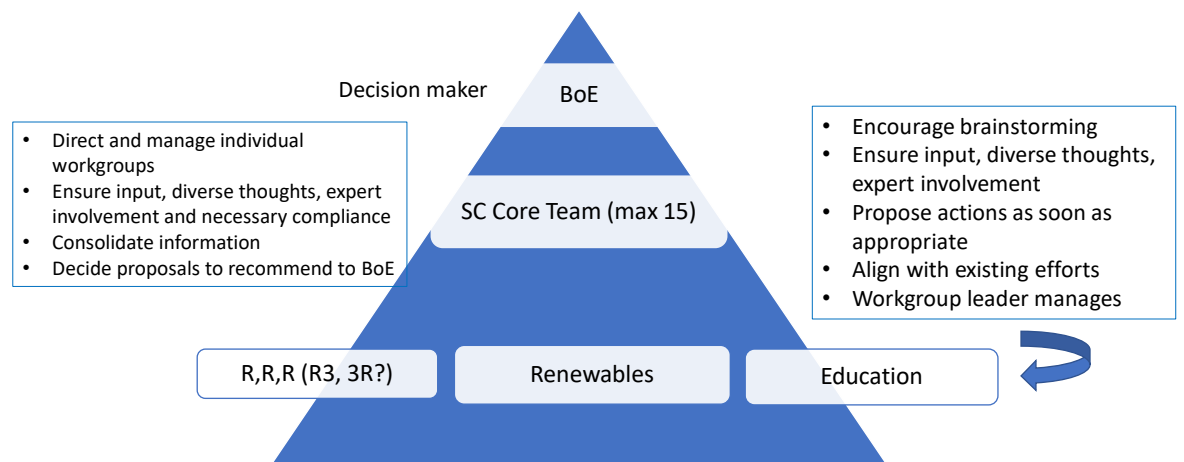 Decision maker
BoE
• Direct and manage individual
workgroups
• Ensure input, diverse thoughts, expert
involvement and necessary compliance
• Consolidate information
• Decide proposals to recommend to BoE
SC Core Team (max 15)
• Encourage brainstorming
• Ensure input, diverse thoughts,
expert involvement
• Propose actions as soon as
appropriate
• Align with existing efforts
• Workgroup leader manages
R,R,R (R3, 3R?)
Renewables
Education